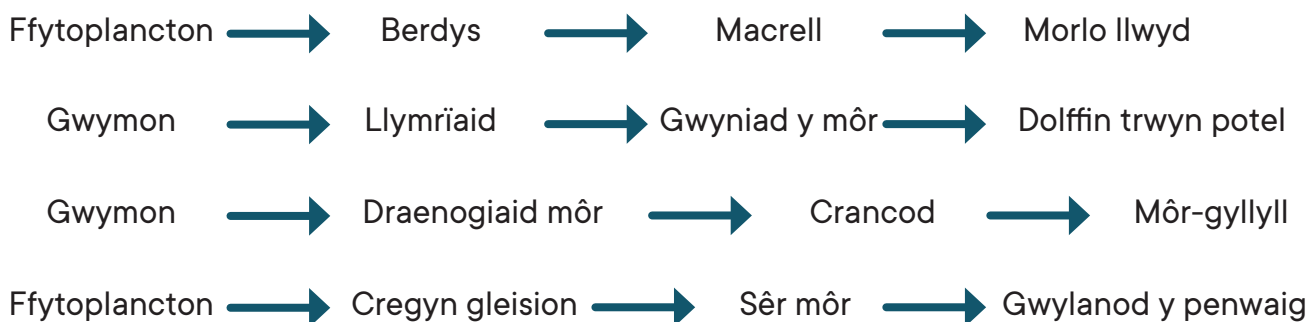 Ffytoplancton Berdys Macrell Morlo llwyd
Gwymon Llymrïaid Gwyniad y môr Dolffin trwyn potel
Gwymon Draenogiaid môr Crancod Môr-gyllyll
Ffytoplancton Cregyn gleision Sêr môr Gwylanod y penwaig